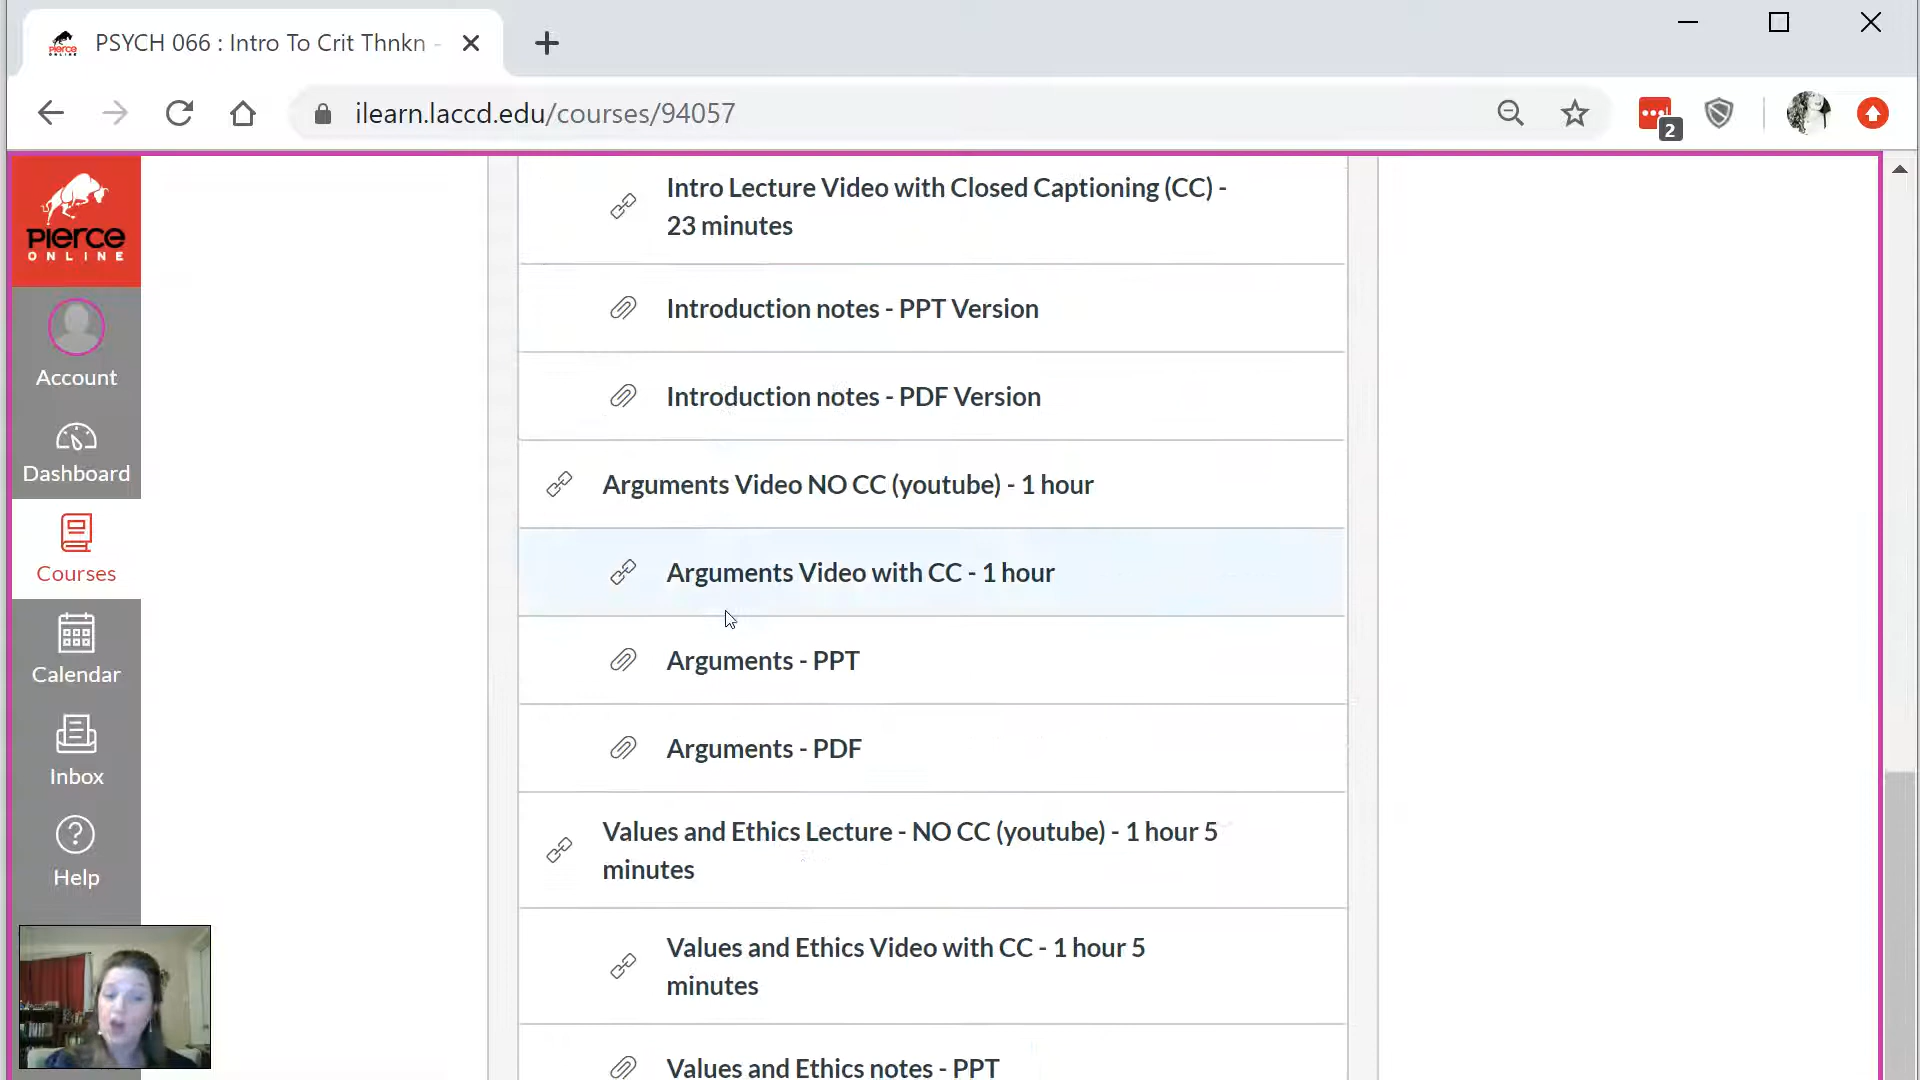 PSYCH 066 : Intro To Crit Thnkn -
ilearn.laccd.edu/courses/94057
2
PIERCE
ONLINE
Account
Dashboard
Courses
Calendar
Inbox
Help
Intro Lecture Video with Closed Captioning (CC) -
23 minutes
Introduction notes - PPT Version
Introduction notes - PDF Version
Arguments Video NO CC (youtube) - 1 hour
Arguments Video with CC - 1 hour
Arguments - PPT
Arguments - PDF
Values and Ethics Lecture - NO CC (youtube) - 1 hour 5
minutes
Values and Ethics Video with CC - 1 hour 5
minutes
Values and Ethics notes - PPT